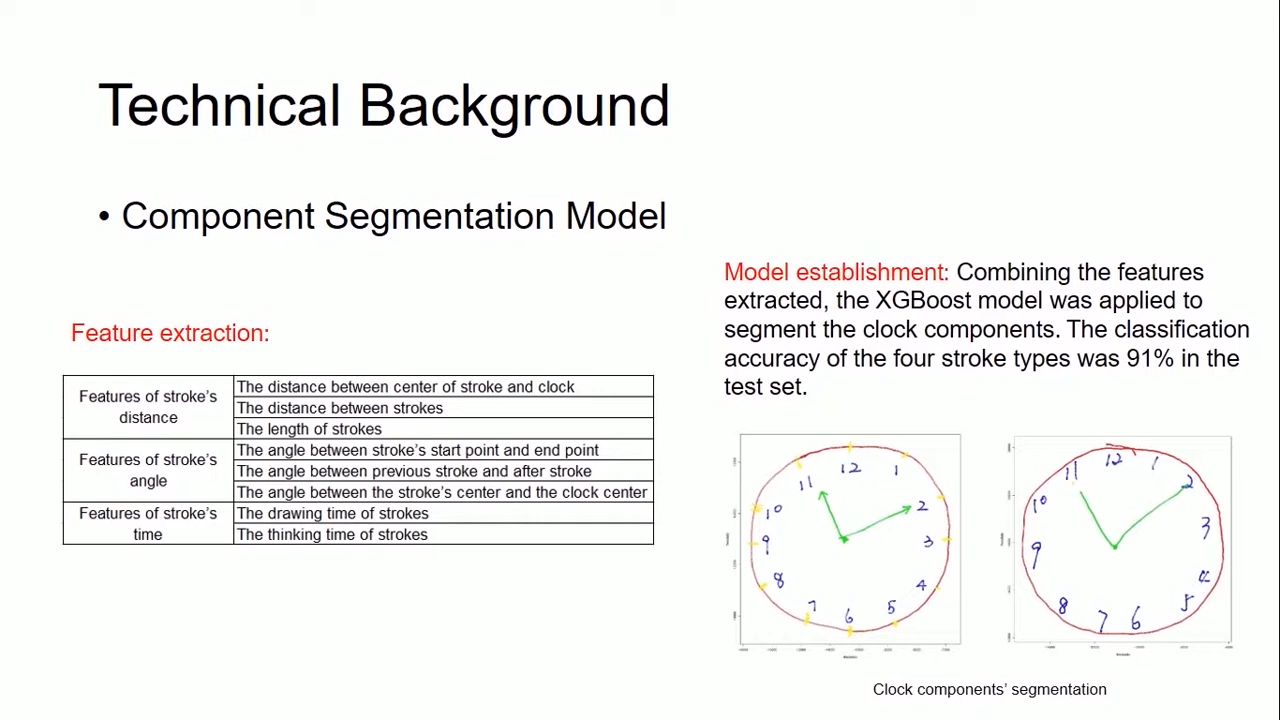 Technical Background
• Component Segmentation Model
Feature extraction:
Features of stroke's distance
The distance between center of stroke and clock
The distance between strokes
The length of strokes
Features of stroke's angle
The angle between stroke's start point and end point
The angle between previous stroke and after stroke
The angle between the stroke's center and the clock center
Features of stroke's time
The drawing time of strokes
The thinking time of strokes
Model establishment: Combining the features
extracted, the XGBoost model was applied to
segment the clock components. The classification
accuracy of the four stroke types was 91% in the
test set.
12
1
2
3
4
5
6
7
8
9
10
11
12
1
2
3
4
5
6
7
8
9
10
11
Clock components' segmentation